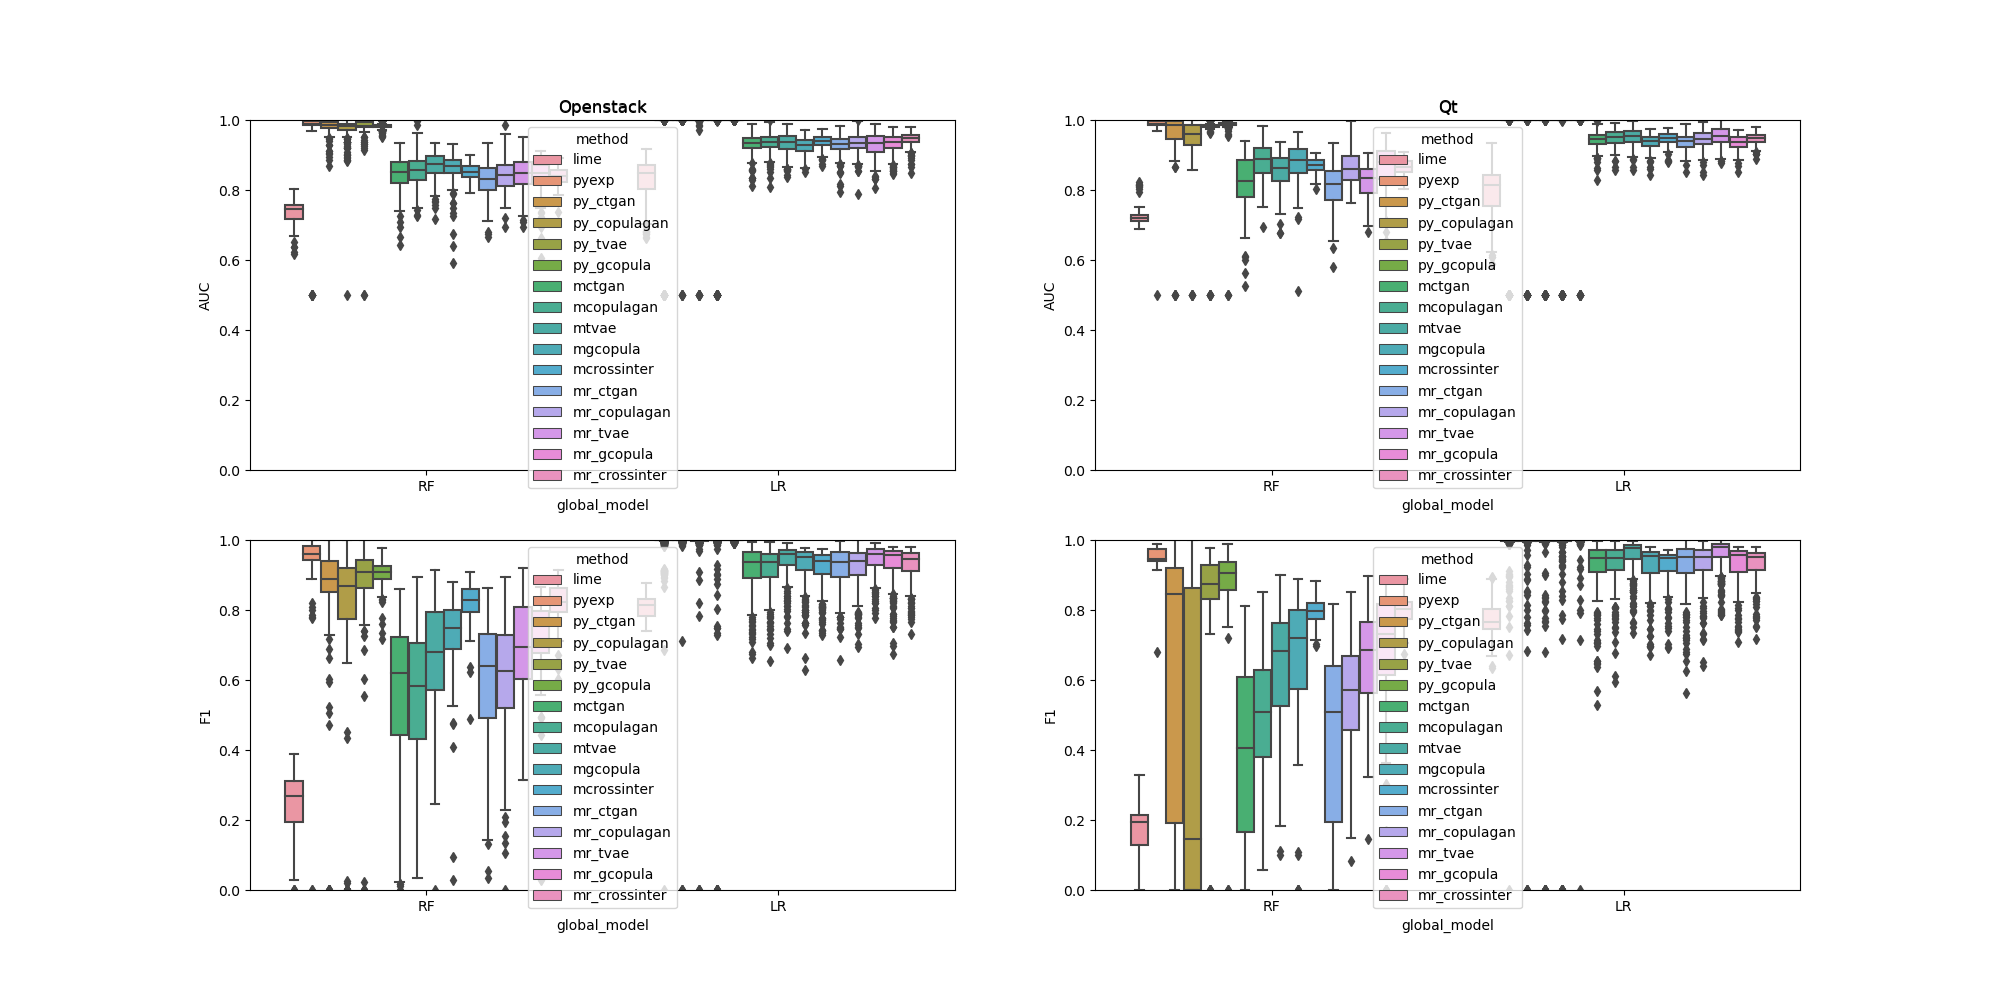 Openstack
1.0
0.8
0.6
0.4
0.2
0.0
AUC
RF
LR
global_model
method
lime
pyexp
py_ctgan
py_copulagan
py_tvae
py_gcopula
mctgan
mcopulagan
mtvae
mgcopula
mcrossinter
mr_ctgan
mr_copulagan
mr_tvae
mr_gcopula
mr_crossinter
Qt
1.0
0.8
0.6
0.4
0.2
0.0
AUC
RF
LR
global_model
method
lime
pyexp
py_ctgan
py_copulagan
py_tvae
py_gcopula
mctgan
mcopulagan
mtvae
mgcopula
mcrossinter
mr_ctgan
mr_copulagan
mr_tvae
mr_gcopula
mr_crossinter
1.0
0.8
0.6
0.4
0.2
0.0
F1
RF
LR
global_model
method
lime
pyexp
py_ctgan
py_copulagan
py_tvae
py_gcopula
mctgan
mcopulagan
mtvae
mgcopula
mcrossinter
mr_ctgan
mr_copulagan
mr_tvae
mr_gcopula
mr_crossinter
1.0
0.8
0.6
0.4
0.2
0.0
F1
RF
LR
global_model
method
lime
pyexp
py_ctgan
py_copulagan
py_tvae
py_gcopula
mctgan
mcopulagan
mtvae
mgcopula
mcrossinter
mr_ctgan
mr_copulagan
mr_tvae
mr_gcopula
mr_crossinter